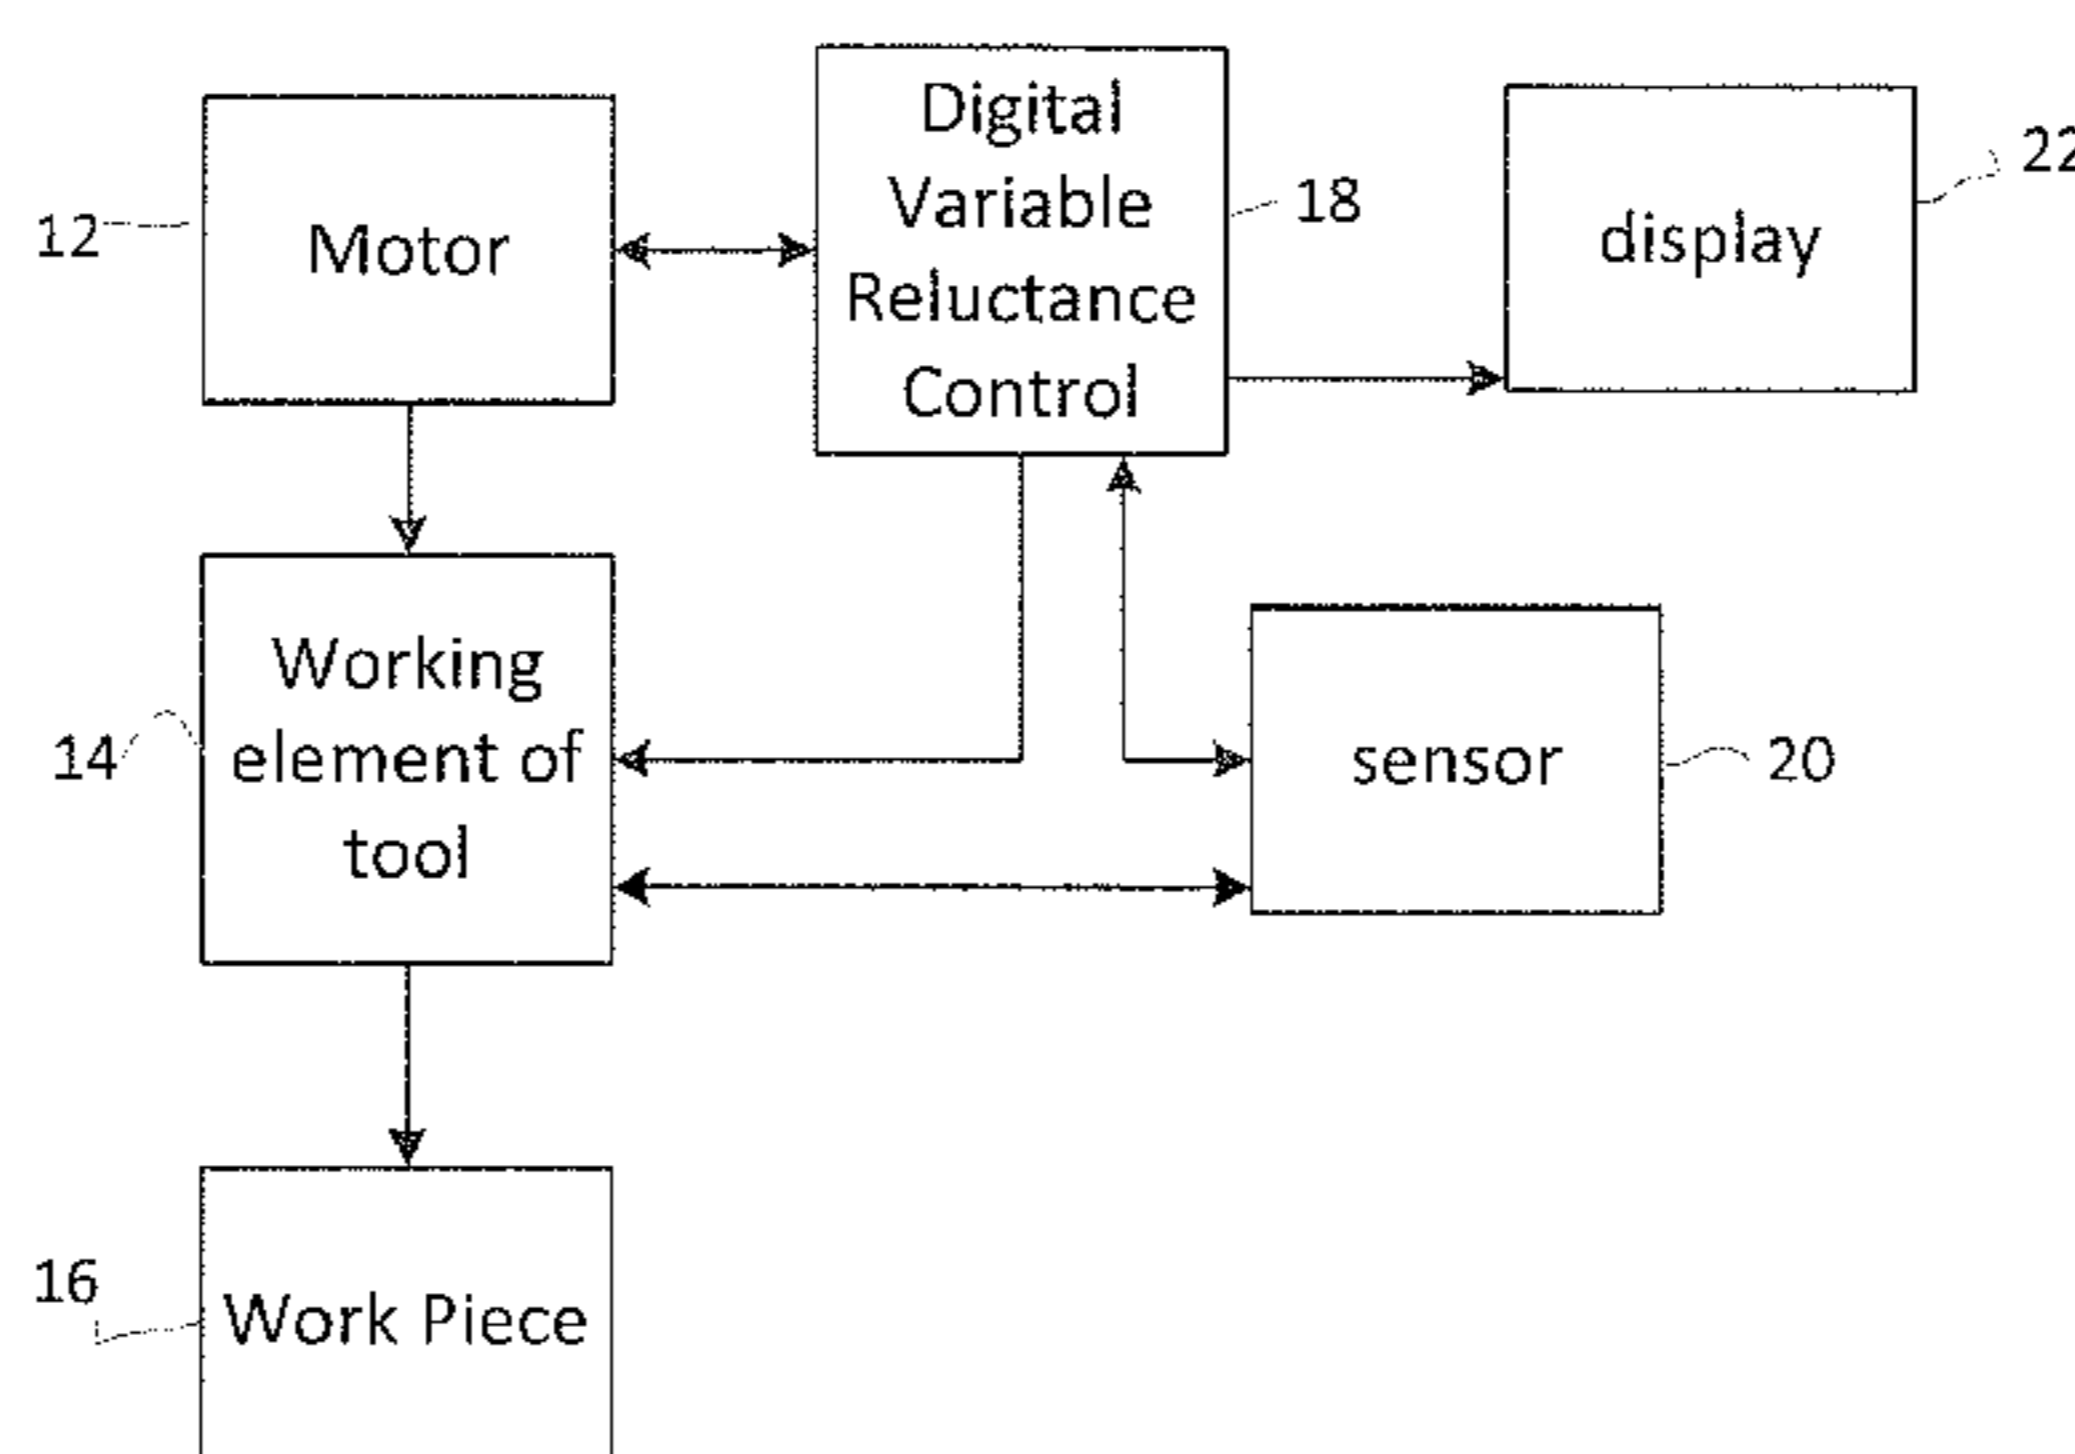 12
Motor
Digital
Variable
Reluctance
Control
18
display
22
14
Working
element of
tool
sensor
20
16
Work Piece